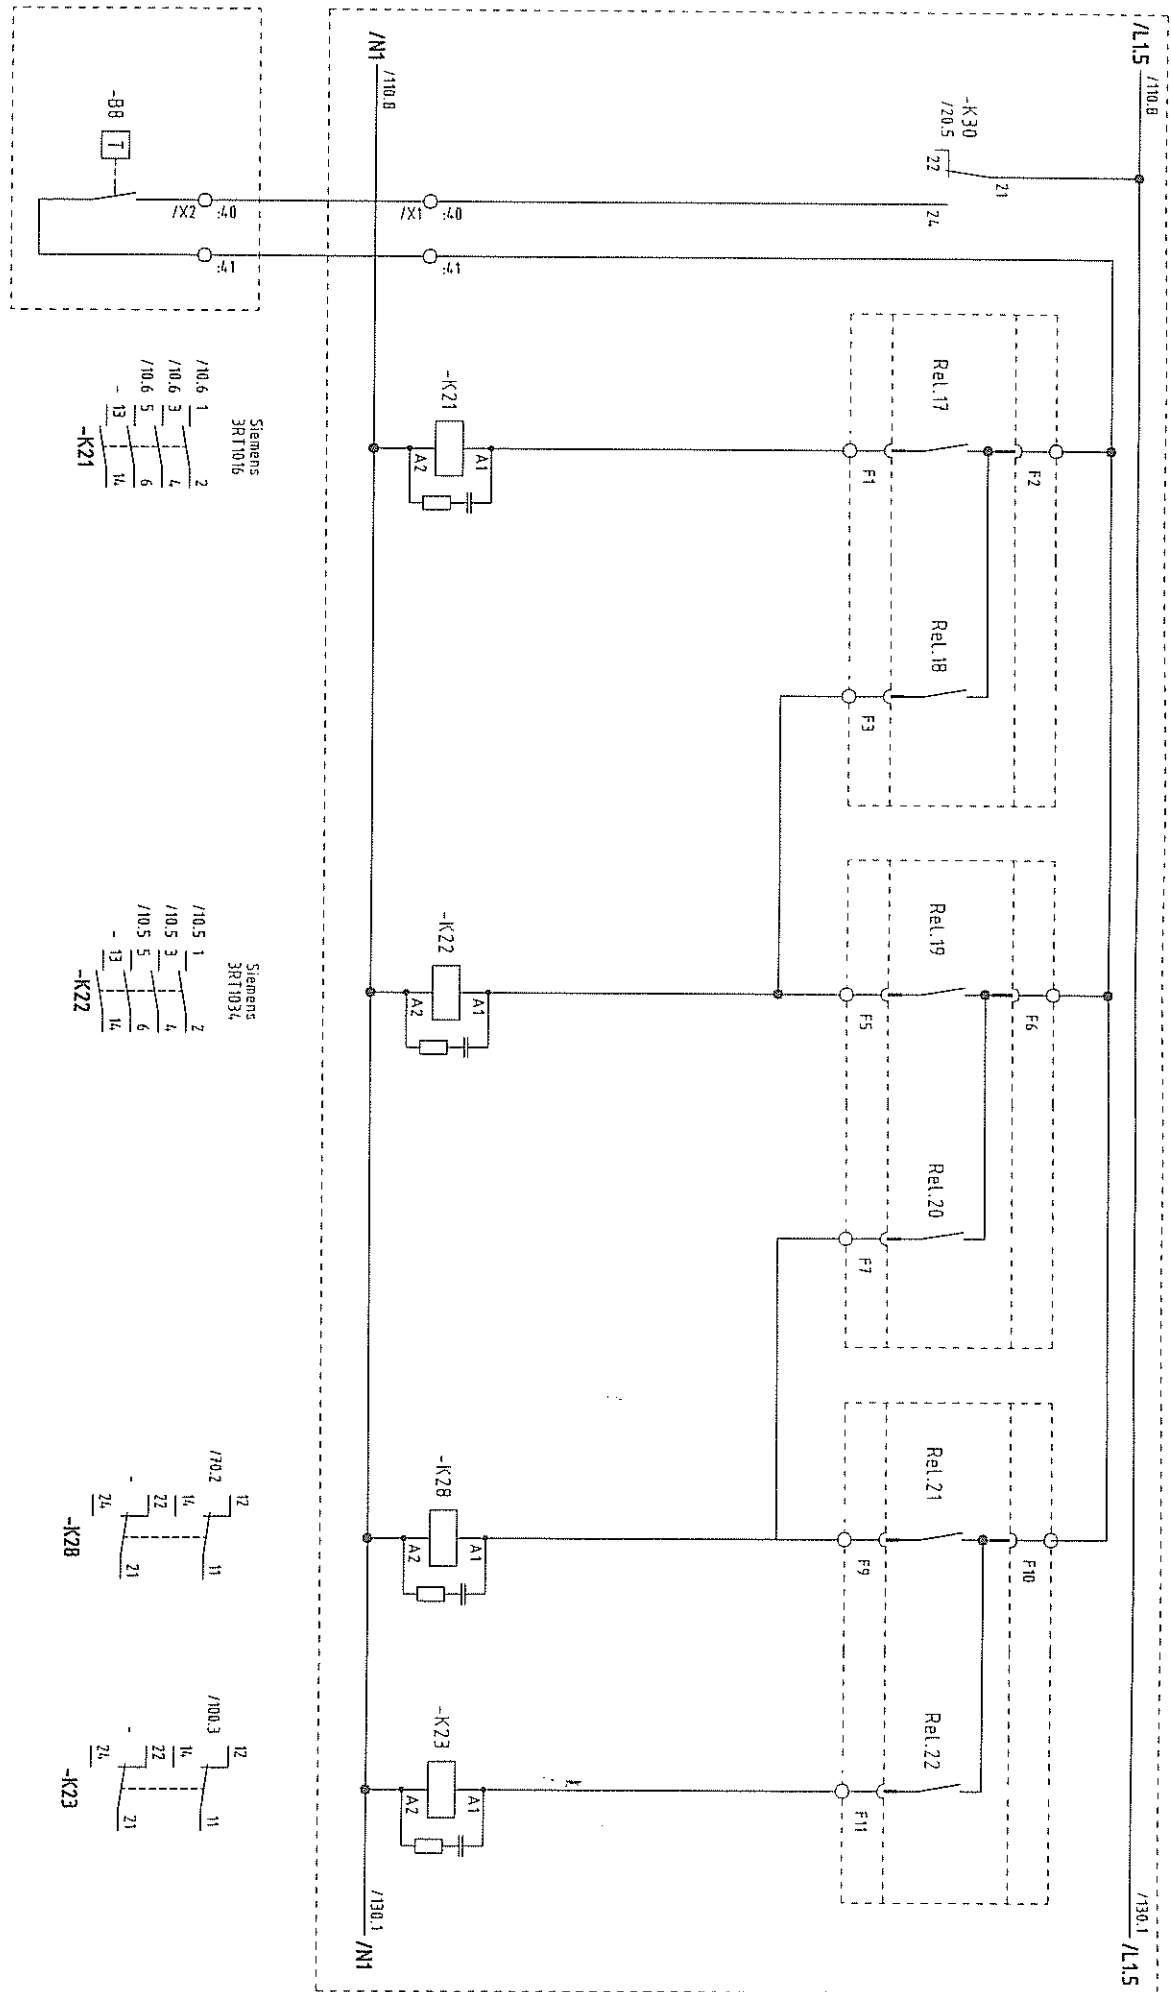 /L1.5
/110.8
/130.1
/L1.5
-K30
/20.5
21
22
24
Rel.17
Rel.18
Rel.19
Rel.20
Rel.21
Rel.22
F2
F6
F10
F1
F3
F5
F7
F9
F11
/X1
:40
:41
-K21
A1
A2
-K22
A1
A2
-K28
A1
A2
-K23
A1
A2
/N1
/110.8
/130.1
/N1
/X2
:40
:41
-B8
T
Siemens
3RT1016
/10.6 1 2
/10.6 3 4
/10.6 5 6
- 13 14
-K21
Siemens
3RT1034
/10.5 1 2
/10.5 3 4
/10.5 5 6
- 13 14
-K22
12
/70.2 11
14
22
- 21
24
-K28
12
/100.3 11
14
22
- 21
24
-K23